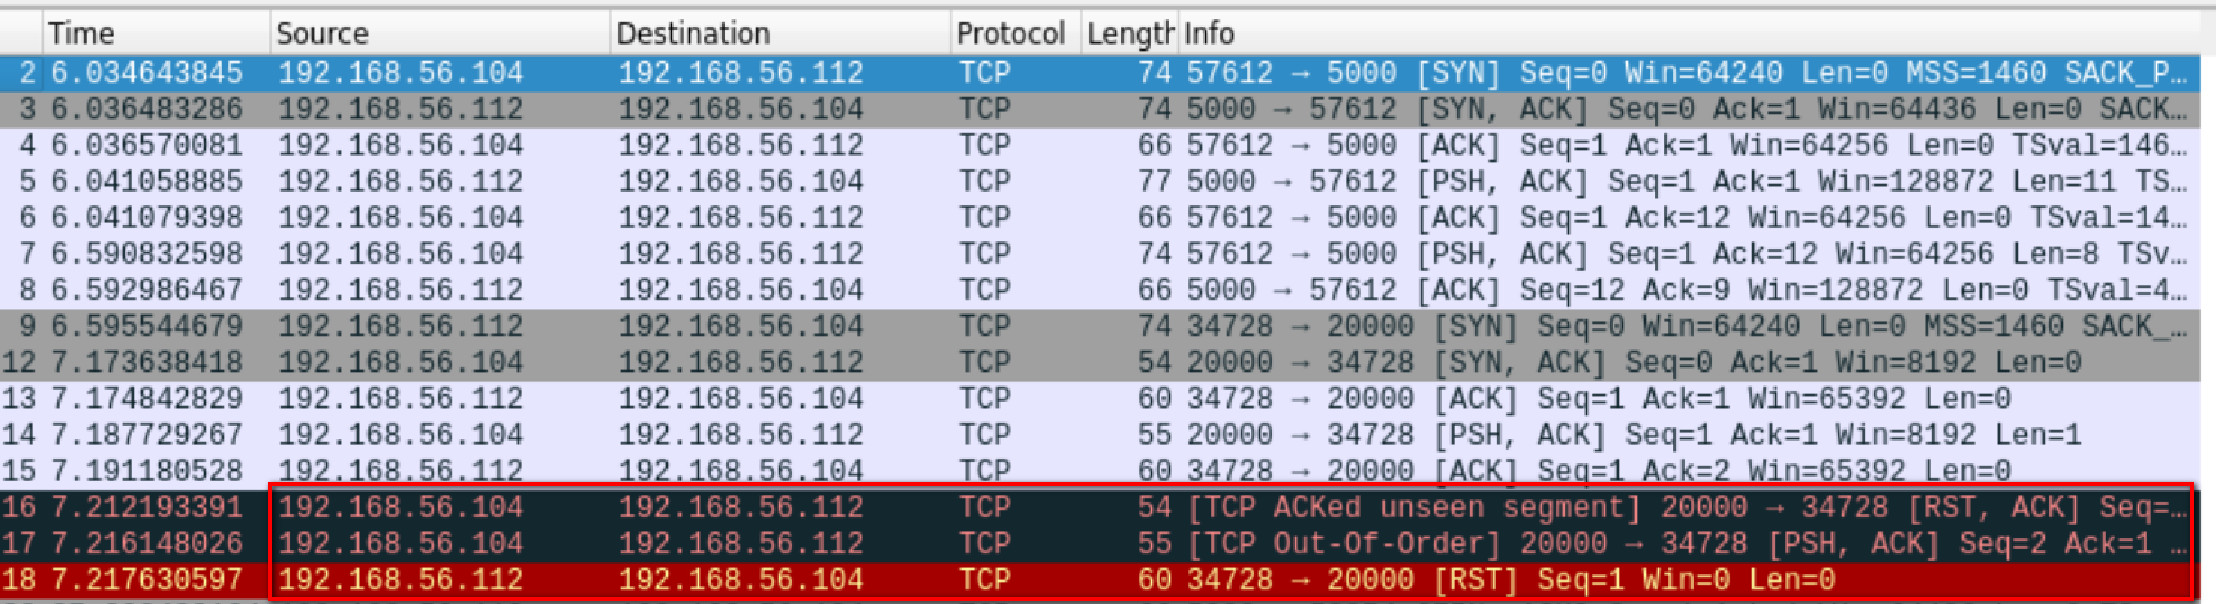 Time Source Destination Protocol Length Info
2 6.034643845 192.168.56.104 192.168.56.112 TCP 74 57612 → 5000 [SYN] Seq=0 Win=64240 Len=0 MSS=1460 SACK_P…
3 6.036483286 192.168.56.112 192.168.56.104 TCP 74 5000 → 57612 [SYN, ACK] Seq=0 Ack=1 Win=64436 Len=0 SACK…
4 6.036570081 192.168.56.104 192.168.56.112 TCP 66 57612 → 5000 [ACK] Seq=1 Ack=1 Win=64256 Len=0 TSval=146…
5 6.041058885 192.168.56.112 192.168.56.104 TCP 77 5000 → 57612 [PSH, ACK] Seq=1 Ack=1 Win=128872 Len=11 TS…
6 6.041079398 192.168.56.104 192.168.56.112 TCP 66 57612 → 5000 [ACK] Seq=1 Ack=12 Win=64256 Len=0 TSval=14…
7 6.590832598 192.168.56.104 192.168.56.112 TCP 74 57612 → 5000 [PSH, ACK] Seq=1 Ack=12 Win=64256 Len=8 TSv…
8 6.592986467 192.168.56.112 192.168.56.104 TCP 66 5000 → 57612 [ACK] Seq=12 Ack=9 Win=128872 Len=0 TSval=4…
9 6.595544679 192.168.56.112 192.168.56.104 TCP 74 34728 → 20000 [SYN] Seq=0 Win=64240 Len=0 MSS=1460 SACK_…
12 7.173638418 192.168.56.104 192.168.56.112 TCP 54 20000 → 34728 [SYN, ACK] Seq=0 Ack=1 Win=8192 Len=0
13 7.174842829 192.168.56.112 192.168.56.104 TCP 60 34728 → 20000 [ACK] Seq=1 Ack=1 Win=65392 Len=0
14 7.187729267 192.168.56.104 192.168.56.112 TCP 55 20000 → 34728 [PSH, ACK] Seq=1 Ack=1 Win=8192 Len=1
15 7.191180528 192.168.56.112 192.168.56.104 TCP 60 34728 → 20000 [ACK] Seq=1 Ack=2 Win=65392 Len=0
16 7.212193391 192.168.56.104 192.168.56.112 TCP 54 [TCP ACKed unseen segment] 20000 → 34728 [RST, ACK] Seq=…
17 7.216148026 192.168.56.104 192.168.56.112 TCP 55 [TCP Out-Of-Order] 20000 → 34728 [PSH, ACK] Seq=2 Ack=1 …
18 7.217630597 192.168.56.112 192.168.56.104 TCP 60 34728 → 20000 [RST] Seq=1 Win=0 Len=0